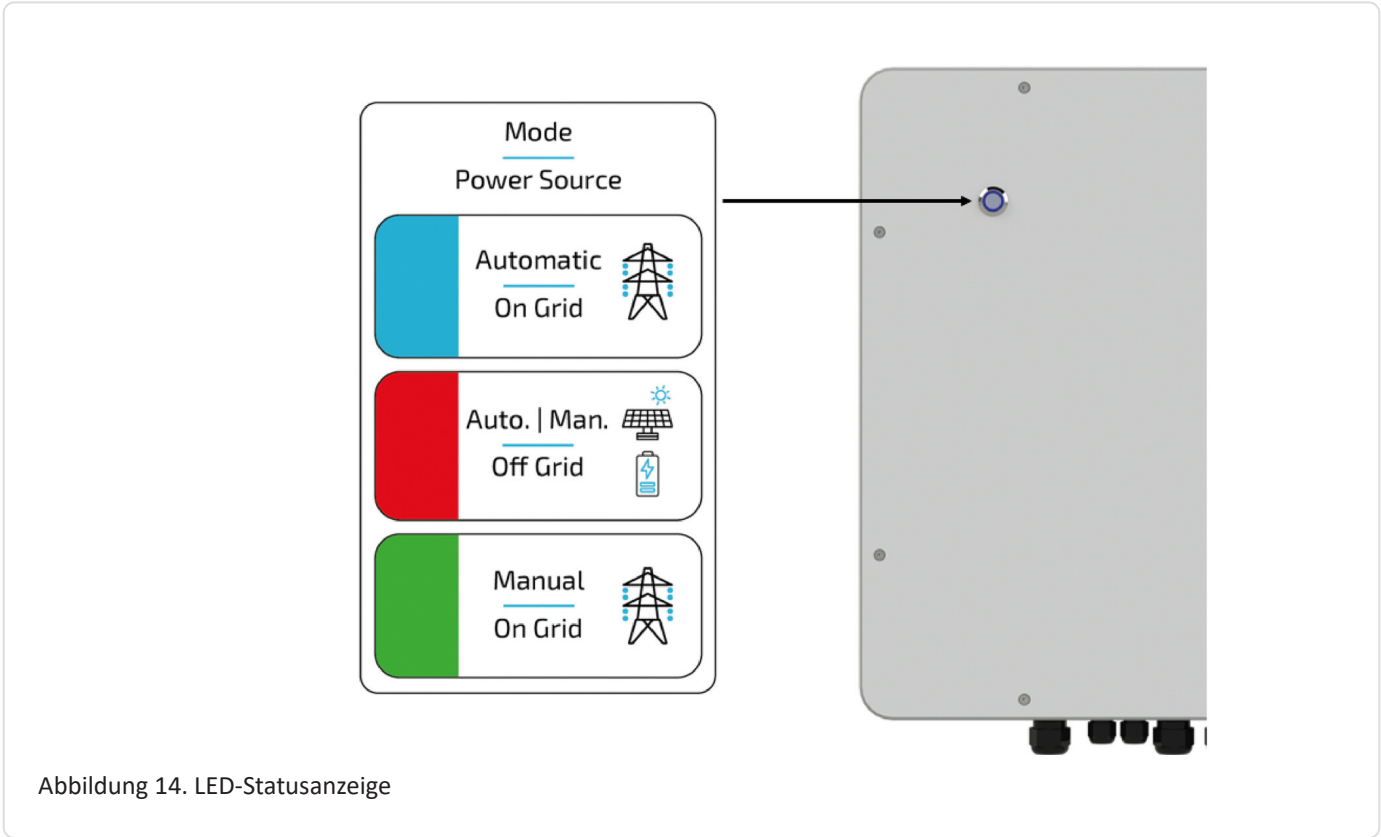 Mode
Power Source
Automatic
On Grid
Auto. | Man.
Off Grid
Manual
On Grid
Abbildung 14. LED-Statusanzeige